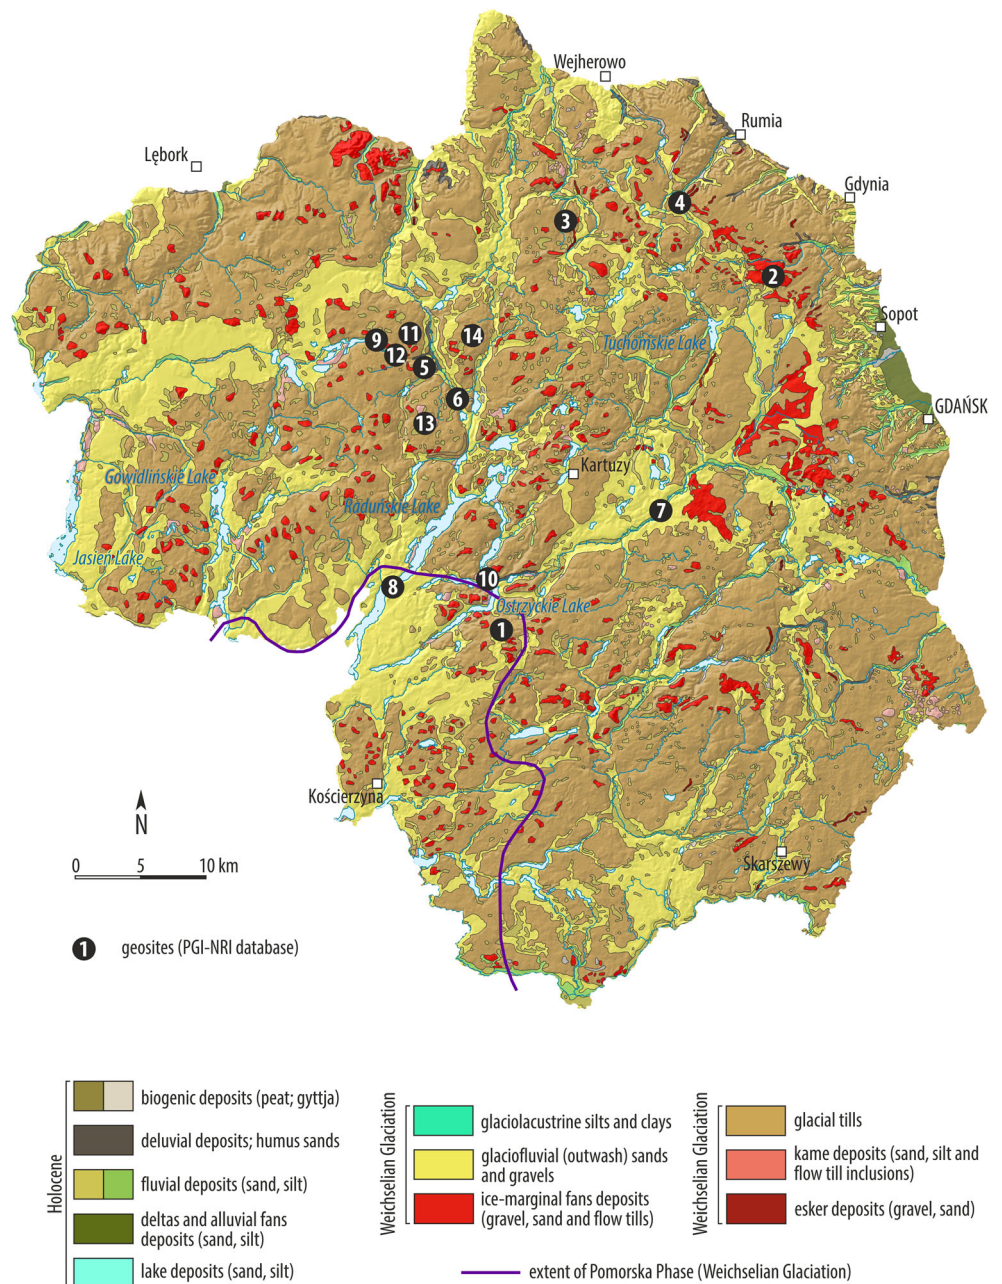 Wejherowo
Rumia
Lębork
Gdynia
4
3
2
Sopot
9
11
14
12
5
Tuchomskie Lake
6
13
GDAŃSK
Kartuzy
Gowidlińskie Lake
Raduńskie Lake
7
Jasień Lake
8
10
Ostrzyckie Lake
1
Kościerzyna
N
0 5 10 km
Skarszewy
1 geosites (PGI-NRI database)
Holocene
biogenic deposits (peat; gyttja)
deluvial deposits; humus sands
fluvial deposits (sand, silt)
deltas and alluvial fans
deposits (sand, silt)
lake deposits (sand, silt)
Weichselian Glaciation
glaciolacustrine silts and clays
glaciofluvial (outwash) sands
and gravels
ice-marginal fans deposits
(gravel, sand and flow tills)
Weichselian Glaciation
glacial tills
kame deposits (sand, silt and
flow till inclusions)
esker deposits (gravel, sand)
extent of Pomorska Phase (Weichselian Glaciation)